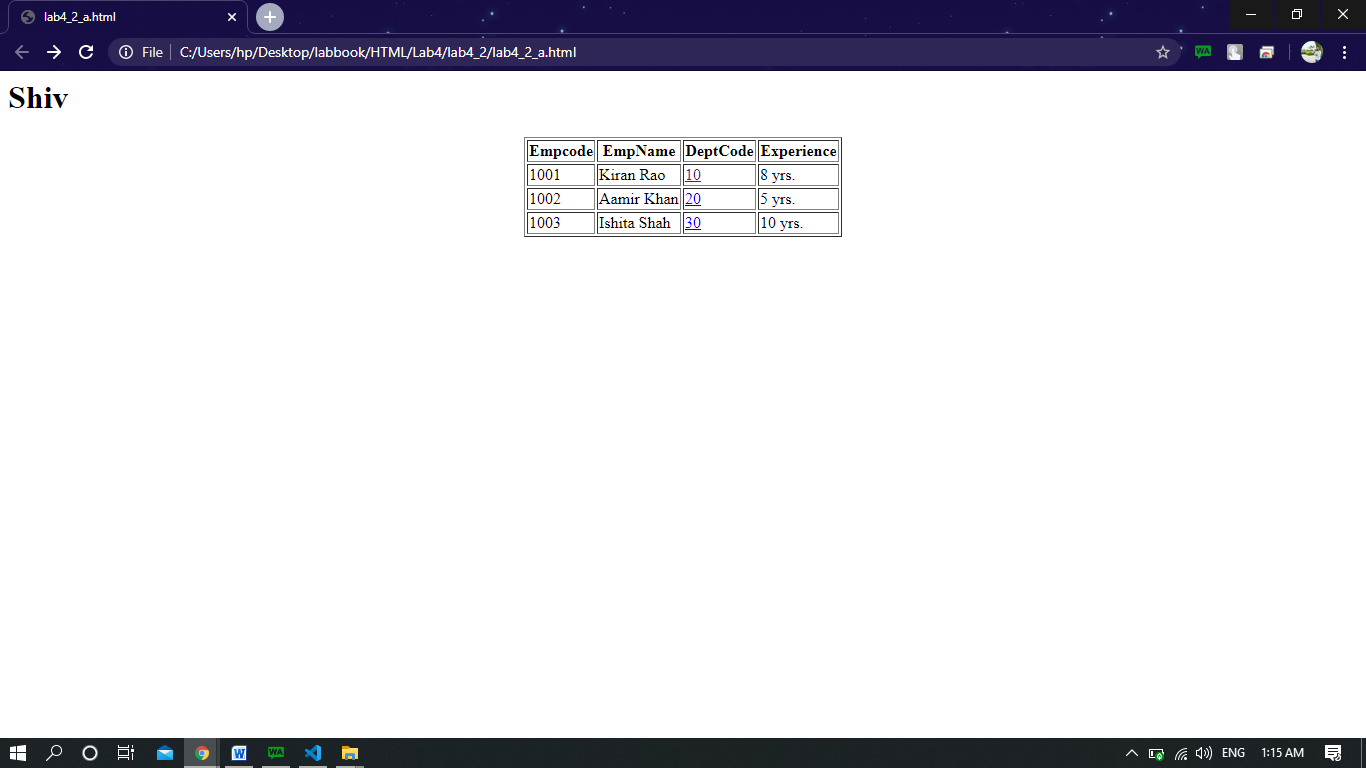 lab4_2_a.html
File C:/Users/hp/Desktop/labbook/HTML/Lab4/lab4_2/lab4_2_a.html
WA
Shiv
Empcode EmpName DeptCode Experience
1001 Kiran Rao 10 8 yrs.
1002 Aamir Khan 20 5 yrs.
1003 Ishita Shah 30 10 yrs.
W WA ENG 1:15 AM